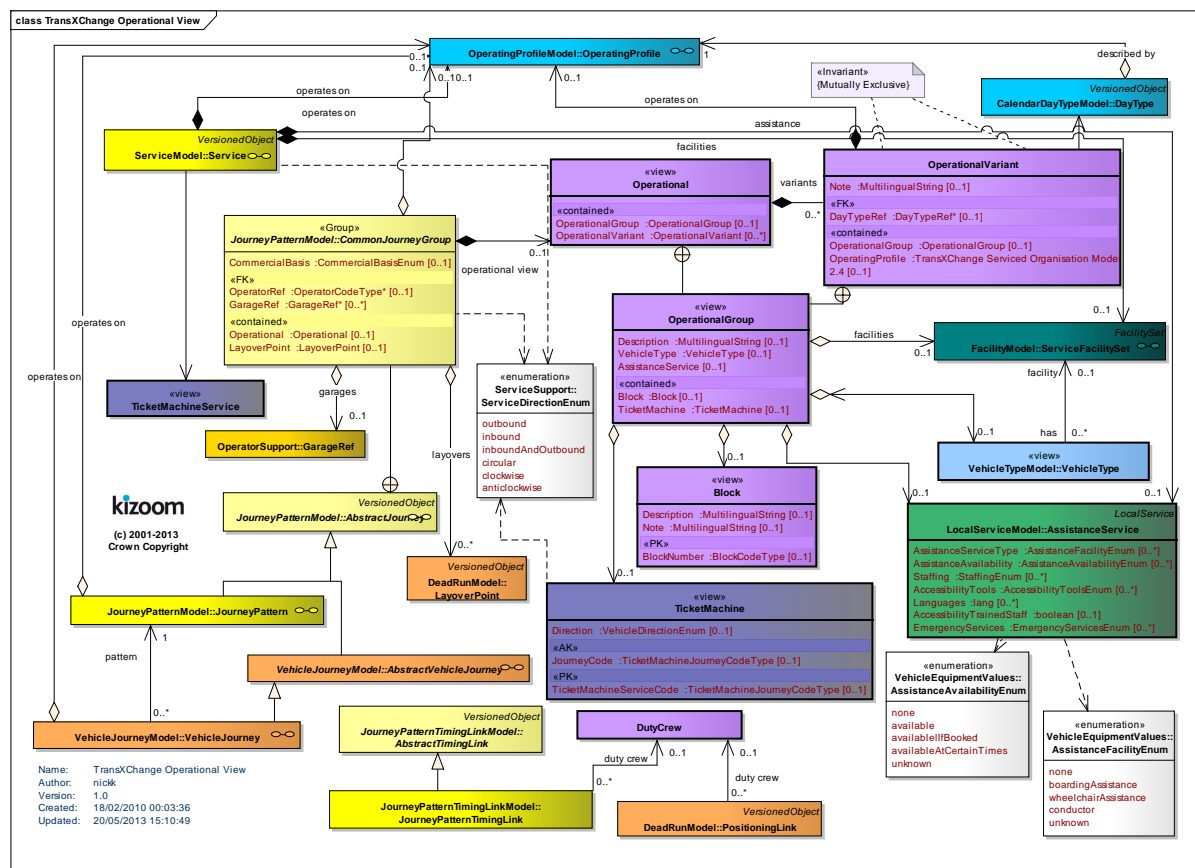 class TransXChange Operational View
OperatingProfileModel::OperatingProfile
0..1
0..1
0..10..1
0..1
1
described by
«Invariant»
{Mutually Exclusive}
VersionedObject
CalendarDayTypeModel::DayType
operates on
operates on
operates on
assistance
facilities
VersionedObject
ServiceModel::Service
«view»
Operational
«contained»
OperationalGroup :OperationalGroup [0..1]
OperationalVariant :OperationalVariant [0..*]
variants
0..*
OperationalVariant
Note :MultilingualString [0..1]
«FK»
DayTypeRef :DayTypeRef* [0..1]
«contained»
OperationalGroup :OperationalGroup [0..1]
OperatingProfile :TransXChange Serviced Organisation Mode
2.4 [0..1]
«Group»
JourneyPatternModel::CommonJourneyGroup
CommercialBasis :CommercialBasisEnum [0..1]
«FK»
OperatorRef :OperatorCodeType* [0..1]
GarageRef :GarageRef* [0..*]
«contained»
Operational :Operational [0..1]
LayoverPoint :LayoverPoint [0..1]
0..1
operational view
«view»
OperationalGroup
Description :MultilingualString [0..1]
VehicleType :VehicleType [0..1]
AssistanceService [0..1]
«contained»
Block :Block [0..1]
TicketMachine :TicketMachine [0..1]
facilities
0..1
0..1
FacilitySet
FacilityModel::ServiceFacilitySet
facility
0..1
operates on
operates on
«view»
TicketMachineService
garages
0..1
OperatorSupport::GarageRef
layovers
«enumeration»
ServiceSupport::
ServiceDirectionEnum
outbound
inbound
inboundAndOutbound
circular
clockwise
anticlockwise
0..1
has
0..*
«view»
VehicleTypeModel::VehicleType
0..1
«view»
Block
Description :MultilingualString [0..1]
Note :MultilingualString [0..1]
«PK»
BlockNumber :BlockCodeType [0..1]
0..1
0..1
LocalService
LocalServiceModel::AssistanceService
AssistanceServiceType :AssistanceFacilityEnum [0..*]
AssistanceAvailability :AssistanceAvailabilityEnum [0..*]
Staffing :StaffingEnum [0..*]
AccessibilityTools :AccessibilityToolsEnum [0..*]
Languages :lang [0..*]
AccessibilityTrainedStaff :boolean [0..1]
EmergencyServices :EmergencyServicesEnum [0..*]
kizoom
(c) 2001-2013
Crown Copyright
VersionedObject
JourneyPatternModel::AbstractJourney
0..*
VersionedObject
DeadRunModel::
LayoverPoint
0..1
«view»
TicketMachine
Direction :VehicleDirectionEnum [0..1]
«AK»
JourneyCode :TicketMachineJourneyCodeType [0..1]
«PK»
TicketMachineServiceCode :TicketMachineJourneyCodeType [0..1]
JourneyPatternModel::JourneyPattern
1
pattern
0..*
VehicleJourneyModel::AbstractVehicleJourney
VehicleJourneyModel::VehicleJourney
«enumeration»
VehicleEquipmentValues::
AssistanceAvailabilityEnum
none
available
availableIfBooked
availableAtCertainTimes
unknown
«enumeration»
VehicleEquipmentValues::
AssistanceFacilityEnum
none
boardingAssistance
wheelchairAssistance
conductor
unknown
VersionedObject
JourneyPatternTimingLinkModel::
AbstractTimingLink
DutyCrew
0..1
0..1
duty crew
0..*
duty crew
0..*
JourneyPatternTimingLinkModel::
JourneyPatternTimingLink
VersionedObject
DeadRunModel::PositioningLink
Name: TransXChange Operational View
Author: nickk
Version: 1.0
Created: 18/02/2010 00:03:36
Updated: 20/05/2013 15:10:49